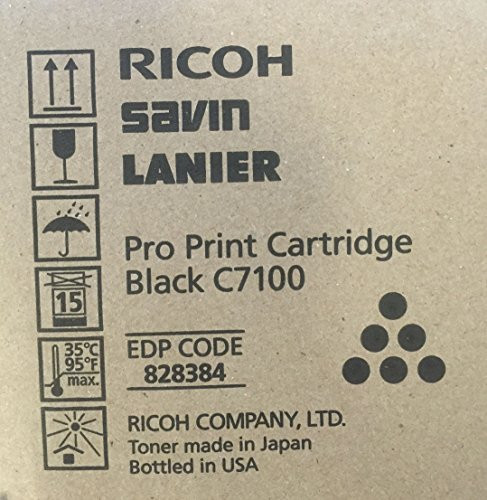 RICOH
savin
LANIER
Pro Print Cartridge
Black C7100
15
35°C
95°F
max.
EDP CODE
828384
RICOH COMPANY, LTD.
Toner made in Japan
Bottled in USA